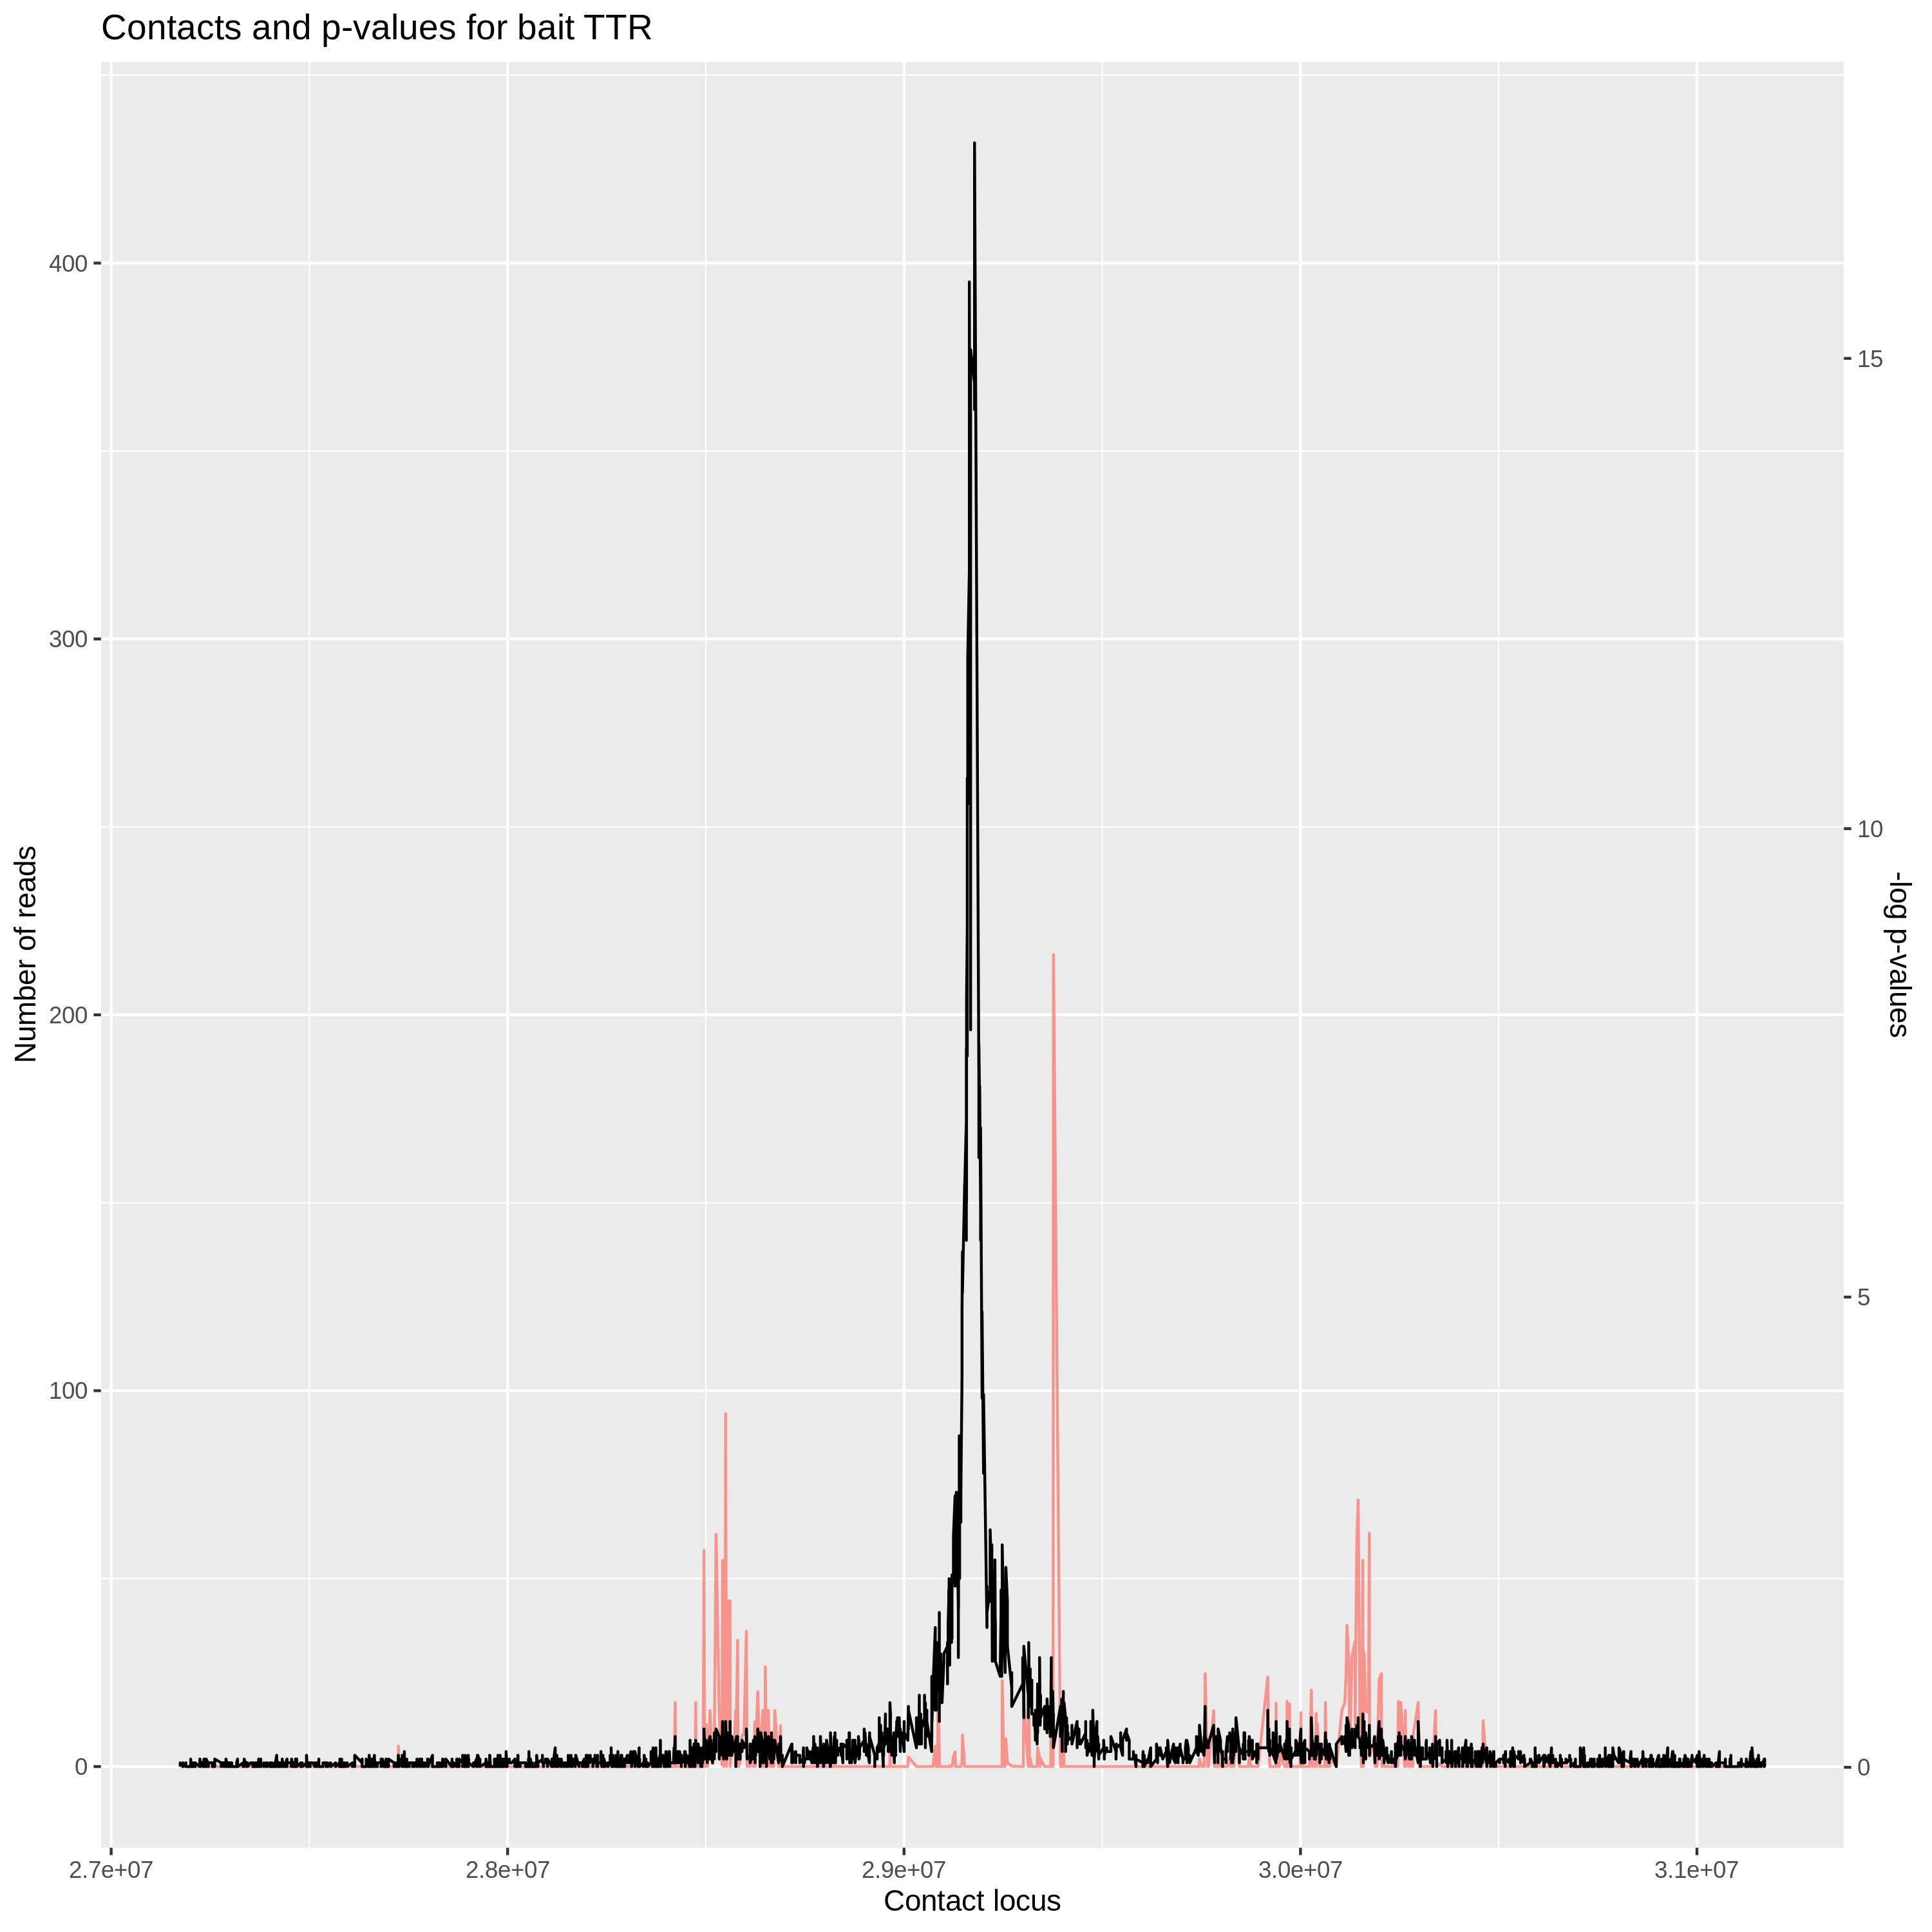 Contacts and p-values for bait TTR
400
300
200
100
0
Number of reads
15
10
5
0
-log p-values
2.7e+07
2.8e+07
2.9e+07
3.0e+07
3.1e+07
Contact locus